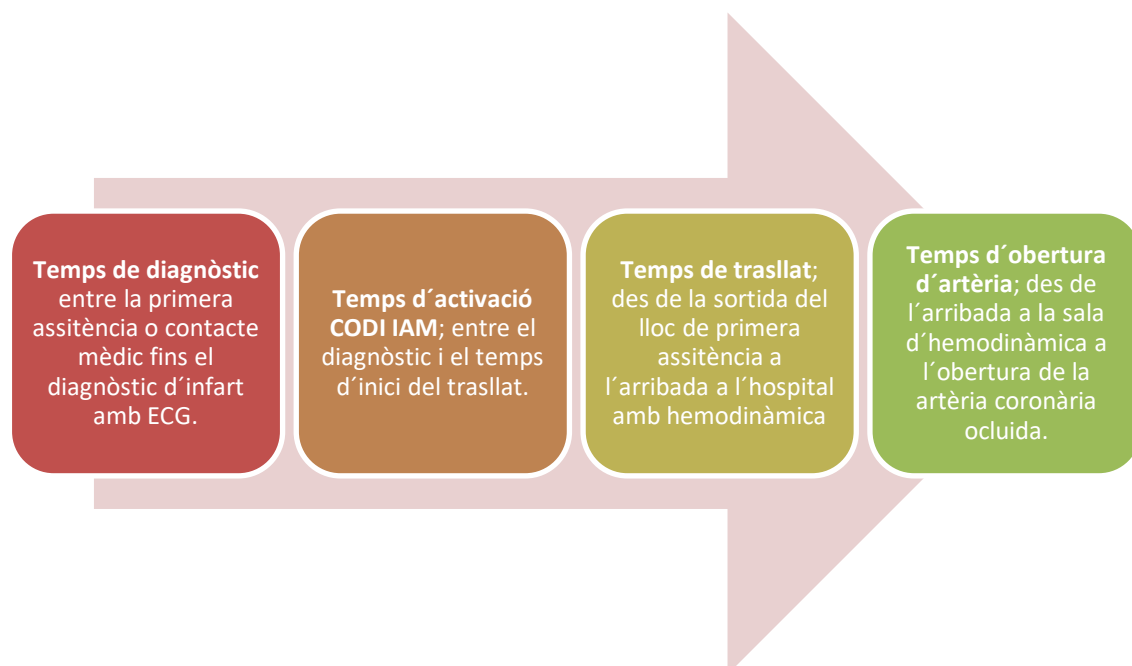 Temps de diagnòstic
entre la primera
assitència o contacte
mèdic fins el
diagnòstic d´infart
amb ECG.
Temps d´activació
CODI IAM; entre el
diagnòstic i el temps
d´inici del trasllat.
Temps de trasllat;
des de la sortida del
lloc de primera
assitència a
l´arribada a l´hospital
amb hemodinàmica
Temps d´obertura
d´artèria; des de
l´arribada a la sala
d´hemodinàmica a
l´obertura de la
artèria coronària
ocluida.